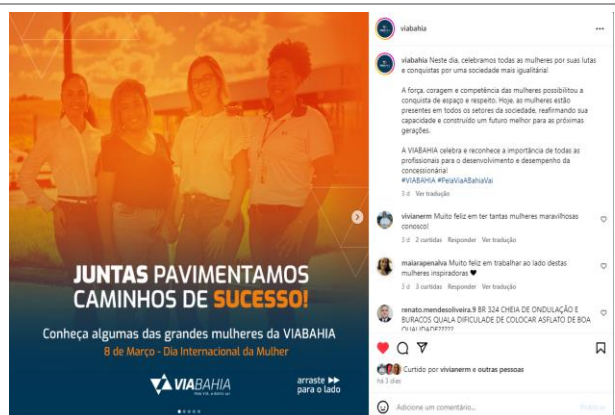 JUNTAS PAVIMENTAMOS
CAMINHOS DE SUCESSO!
Conheça algumas das grandes mulheres da VIABAHIA
8 de Março - Dia Internacional da Mulher
VIABAHIA
arraste
para o lado
viabahia
viabahia Neste dia, celebramos todas as mulheres por suas lutas
e conquistas por uma sociedade mais igualitária!
A força, coragem e competência das mulheres possibilitou a
conquista de espaço e respeito. Hoje, as mulheres estão
presentes em todos os setores da sociedade, reafirmando sua
capacidade e construído um futuro melhor para as próximas
gerações.
A VIABAHIA celebra e reconhece a importância de todas as
profissionais para o desenvolvimento e desempenho da
concessionária!
#VIABAHIA #PelaViaABahiaVai
3 d Ver tradução
vivianerm Muito feliz em ter tantas mulheres maravilhosas
conosco!
3 d 2 curtidas Responder Ver tradução
maiarapenalva Muito feliz em trabalhar ao lado destas
mulheres inspiradoras 🖤
3 d 3 curtidas Responder Ver tradução
renato.mendesoliveira.9 BR 324 CHEIA DE ONDULAÇÃO E
BURACOS QUALA DIFICULADE DE COLOCAR ASFLATO DE BOA
QUALIDADE?????
Curtido por vivianerm e outras pessoas
há 3 dias
Adicione um comentário...
Publicar